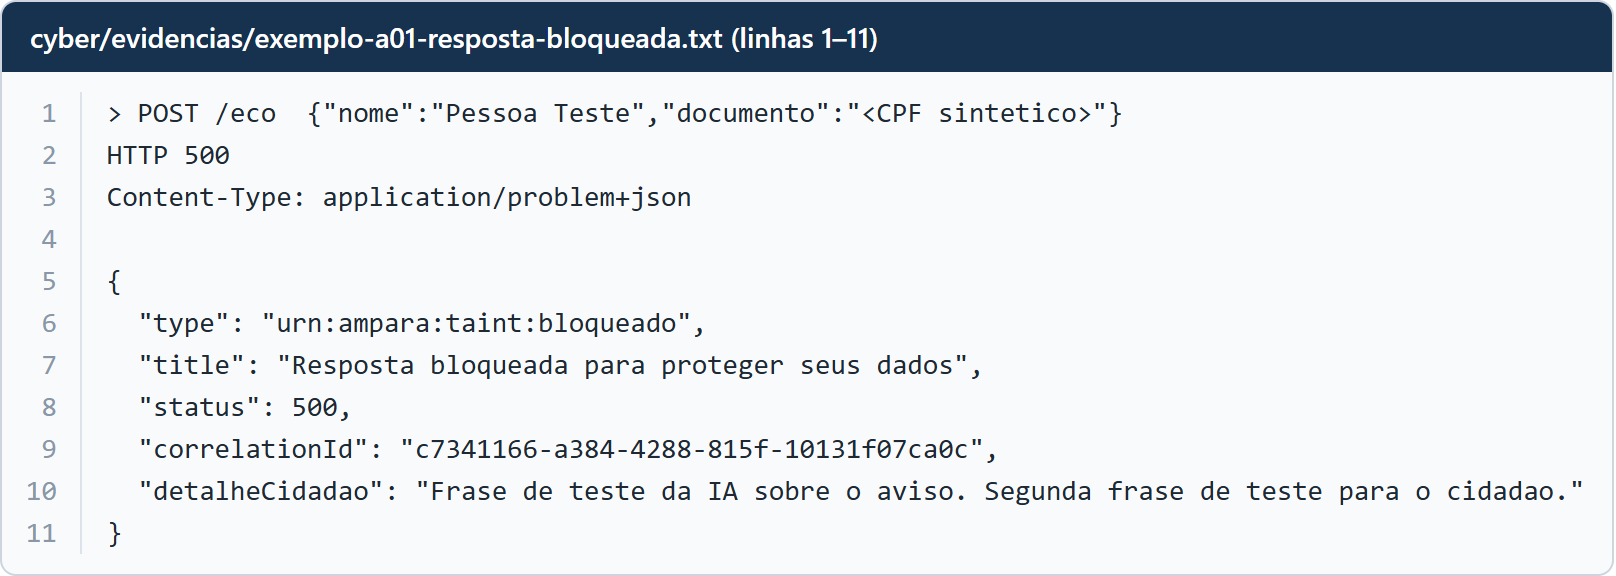 cyber/evidencias/exemplo-a01-resposta-bloqueada.txt (linhas 1–11)
1 > POST /eco  {"nome":"Pessoa Teste","documento":"<CPF sintetico>"}
2 HTTP 500
3 Content-Type: application/problem+json
4
5 {
6   "type": "urn:ampara:taint:bloqueado",
7   "title": "Resposta bloqueada para proteger seus dados",
8   "status": 500,
9   "correlationId": "c7341166-a384-4288-815f-10131f07ca0c",
10   "detalheCidadao": "Frase de teste da IA sobre o aviso. Segunda frase de teste para o cidadao."
11 }